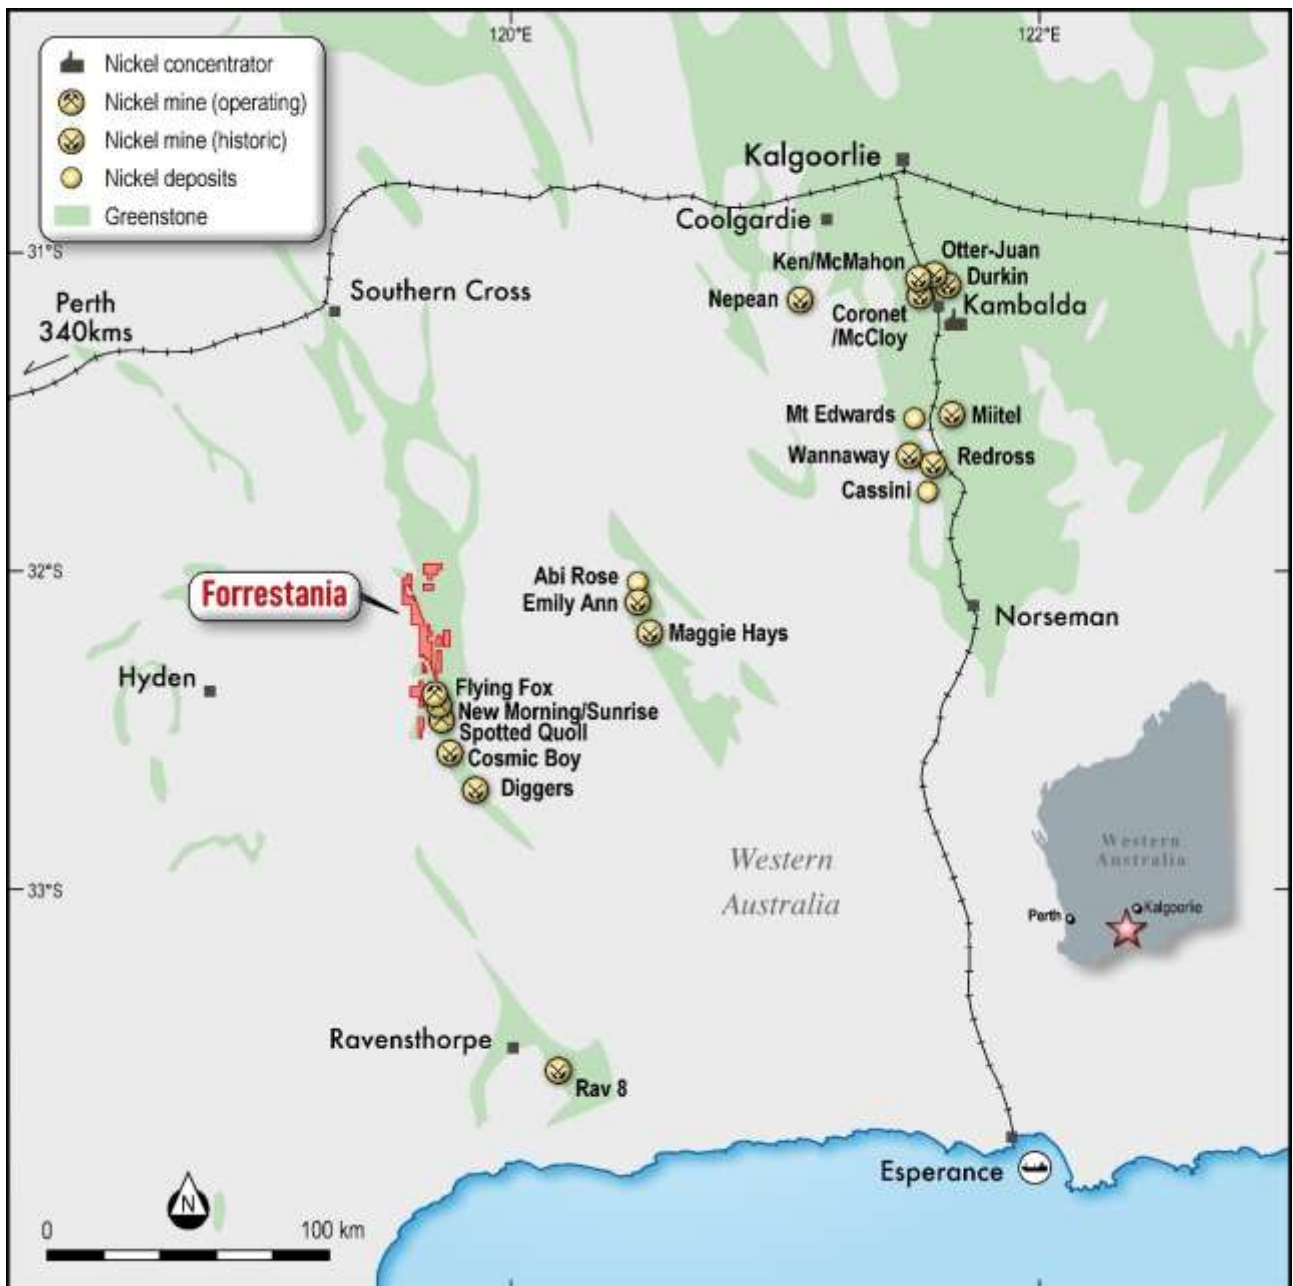 120°E
122°E
Nickel concentrator
Nickel mine (operating)
Nickel mine (historic)
Nickel deposits
Greenstone
Kalgoorlie
Coolgardie
31°S
Otter-Juan
Ken/McMahon
Durkin
Nepean
Southern Cross
Kambalda
Perth
340kms
Coronet
/McCloy
Mt Edwards
Miitel
Wannaway
Redross
Cassini
32°S
Abi Rose
Forrestania
Emily Ann
Norseman
Maggie Hays
Hyden
Flying Fox
New Morning/Sunrise
Spotted Quoll
Cosmic Boy
Diggers
Western
Australia
Western
Australia
33°S
Kalgoorlie
Perth
Ravensthorpe
Rav 8
Esperance
N
0
100 km